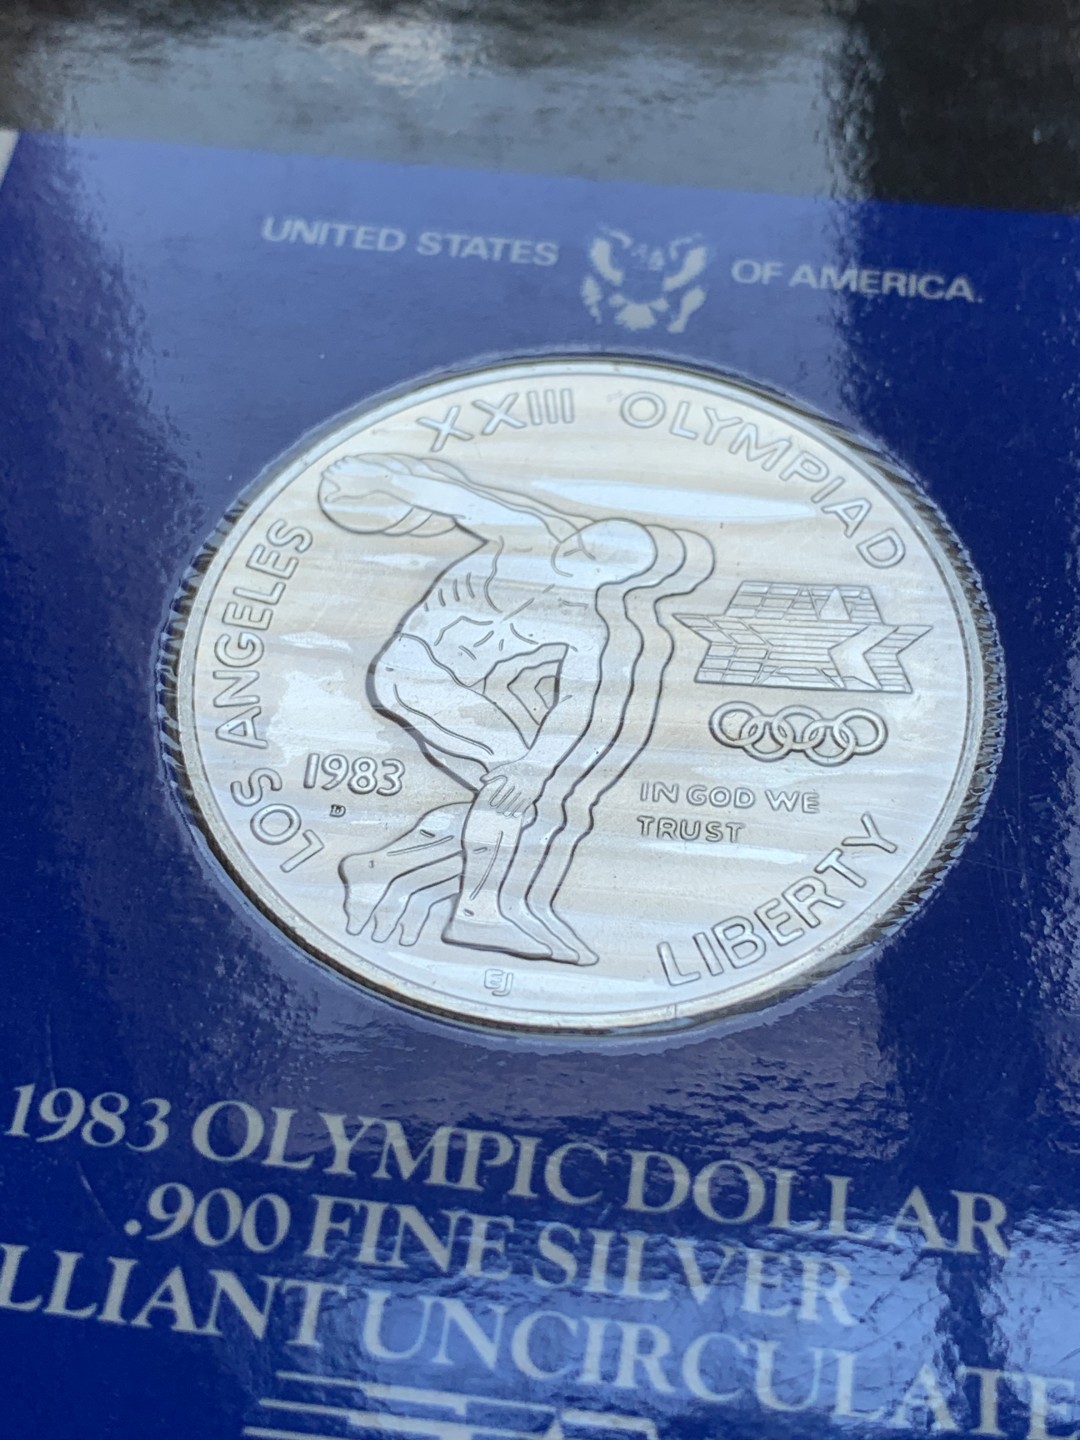 UNITED STATES OF AMERICA.
XXIII OLYMPIAD
LOS ANGELES
1983
D
IN GOD WE
TRUST
LIBERTY
EJ
1983 OLYMPIC DOLLAR
.900 FINE SILVER
LLIANT UNCIRCULATE